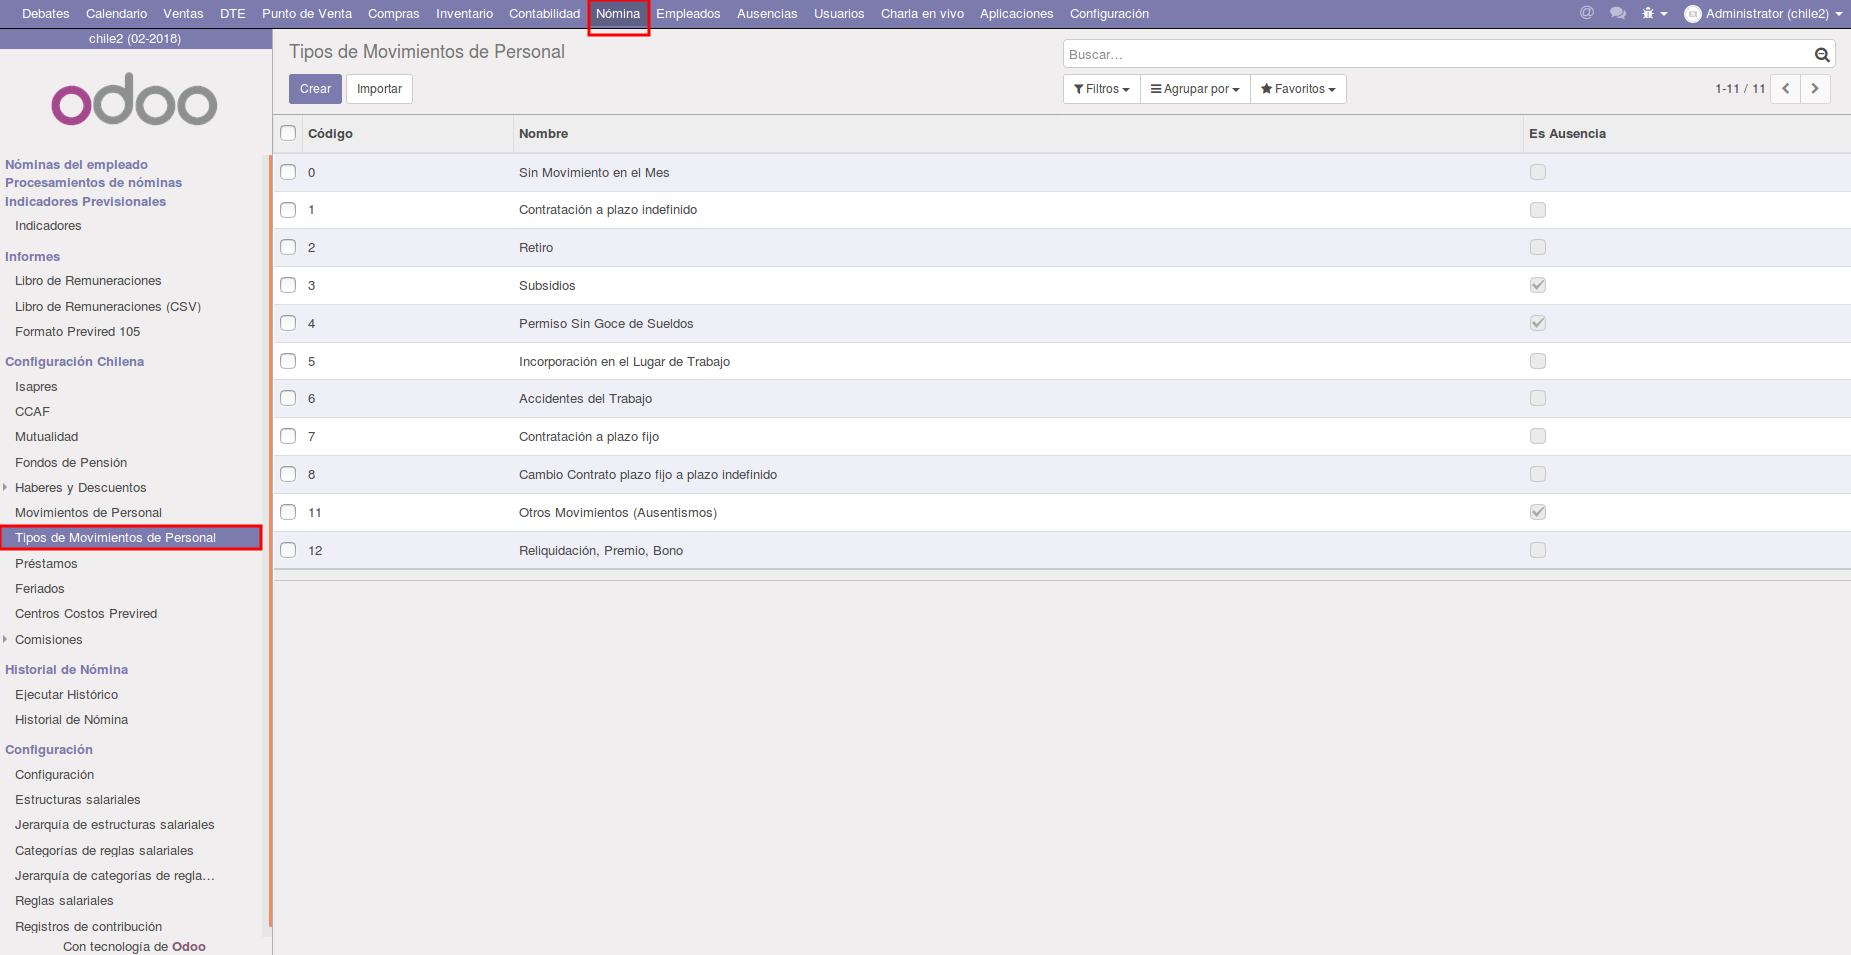 Debates Calendario Ventas DTE Punto de Venta Compras Inventario Contabilidad Nómina Empleados Ausencias Usuarios Charla en vivo Aplicaciones Configuración @ Administrator (chile2)
chile2 (02-2018)
odoo
Nóminas del empleado
Procesamientos de nóminas
Indicadores Previsionales
Indicadores
Informes
Libro de Remuneraciones
Libro de Remuneraciones (CSV)
Formato Previred 105
Configuración Chilena
Isapres
CCAF
Mutualidad
Fondos de Pensión
Haberes y Descuentos
Movimientos de Personal
Tipos de Movimientos de Personal
Préstamos
Feriados
Centros Costos Previred
Comisiones
Historial de Nómina
Ejecutar Histórico
Historial de Nómina
Configuración
Configuración
Estructuras salariales
Jerarquía de estructuras salariales
Categorías de reglas salariales
Jerarquía de categorías de regla…
Reglas salariales
Registros de contribución
Con tecnología de Odoo
Tipos de Movimientos de Personal
Buscar...
Crear Importar
Filtros Agrupar por Favoritos
1-11 / 11
Código Nombre Es Ausencia
0 Sin Movimiento en el Mes
1 Contratación a plazo indefinido
2 Retiro
3 Subsidios
4 Permiso Sin Goce de Sueldos
5 Incorporación en el Lugar de Trabajo
6 Accidentes del Trabajo
7 Contratación a plazo fijo
8 Cambio Contrato plazo fijo a plazo indefinido
11 Otros Movimientos (Ausentismos)
12 Reliquidación, Premio, Bono